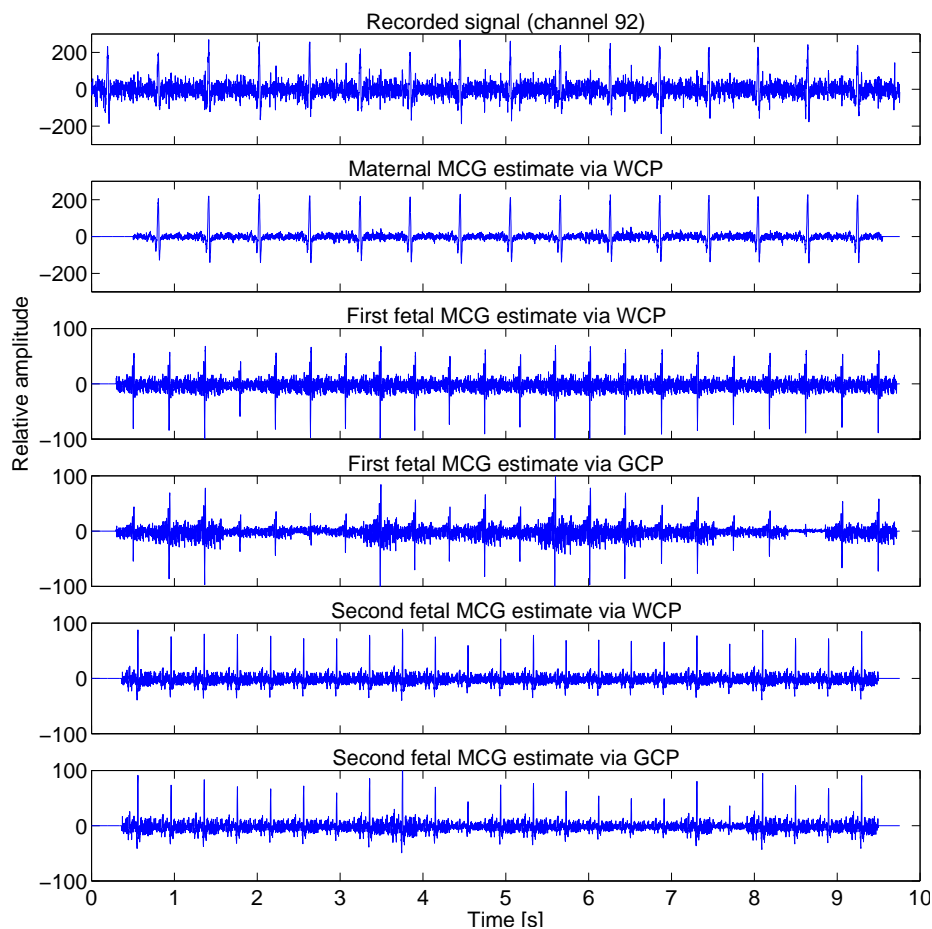 Recorded signal (channel 92)
200
0
−200
Maternal MCG estimate via WCP
200
0
−200
First fetal MCG estimate via WCP
100
0
−100
Relative amplitude
First fetal MCG estimate via GCP
100
0
−100
Second fetal MCG estimate via WCP
100
0
−100
Second fetal MCG estimate via GCP
100
0
−100
0 1 2 3 4 5 6 7 8 9 10
Time [s]